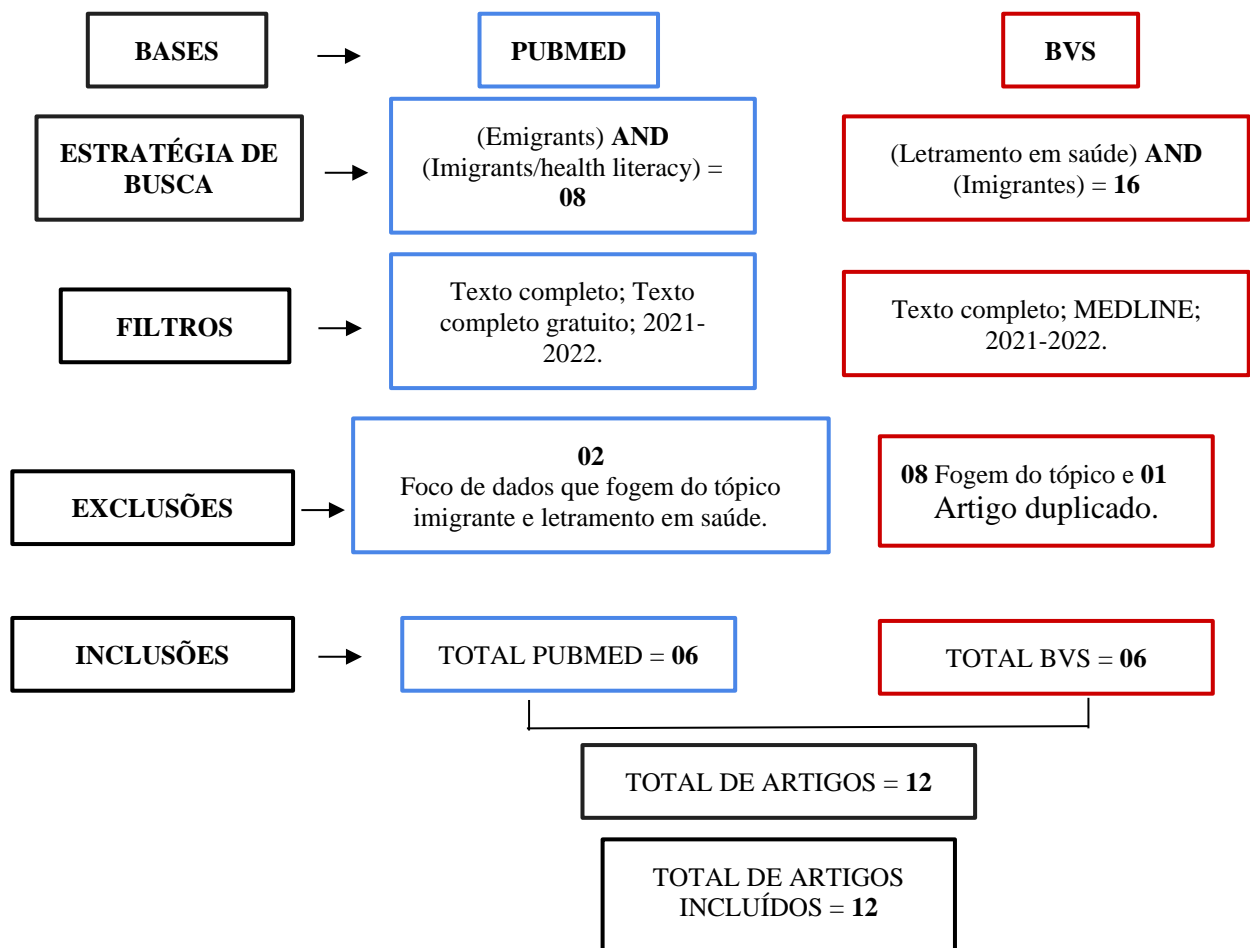 BASES
PUBMED
BVS
ESTRATÉGIA DE
BUSCA
(Emigrants) AND
(Imigrants/health literacy) =
08
(Letramento em saúde) AND
(Imigrantes) = 16
FILTROS
Texto completo; Texto
completo gratuito; 2021-
2022.
Texto completo; MEDLINE;
2021-2022.
EXCLUSÕES
02
Foco de dados que fogem do tópico
imigrante e letramento em saúde.
08 Fogem do tópico e 01
Artigo duplicado.
INCLUSÕES
TOTAL PUBMED = 06
TOTAL BVS = 06
TOTAL DE ARTIGOS = 12
TOTAL DE ARTIGOS
INCLUÍDOS = 12